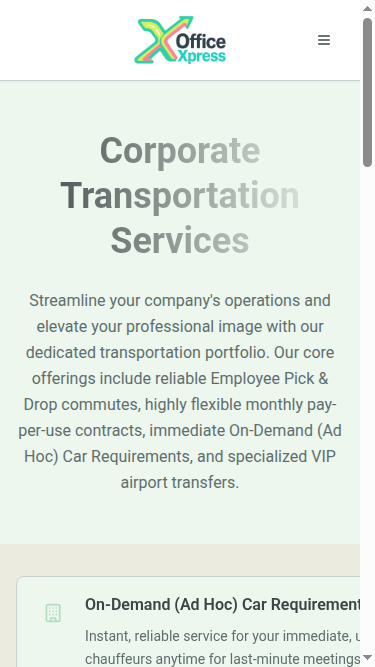 Office
Xpress
Corporate
Transportation
Services
Streamline your company's operations and
elevate your professional image with our
dedicated transportation portfolio. Our core
offerings include reliable Employee Pick &
Drop commutes, highly flexible monthly pay-
per-use contracts, immediate On-Demand (Ad
Hoc) Car Requirements, and specialized VIP
airport transfers.
On-Demand (Ad Hoc) Car Requirement
Instant, reliable service for your immediate, u
chauffeurs anytime for last-minute meetings